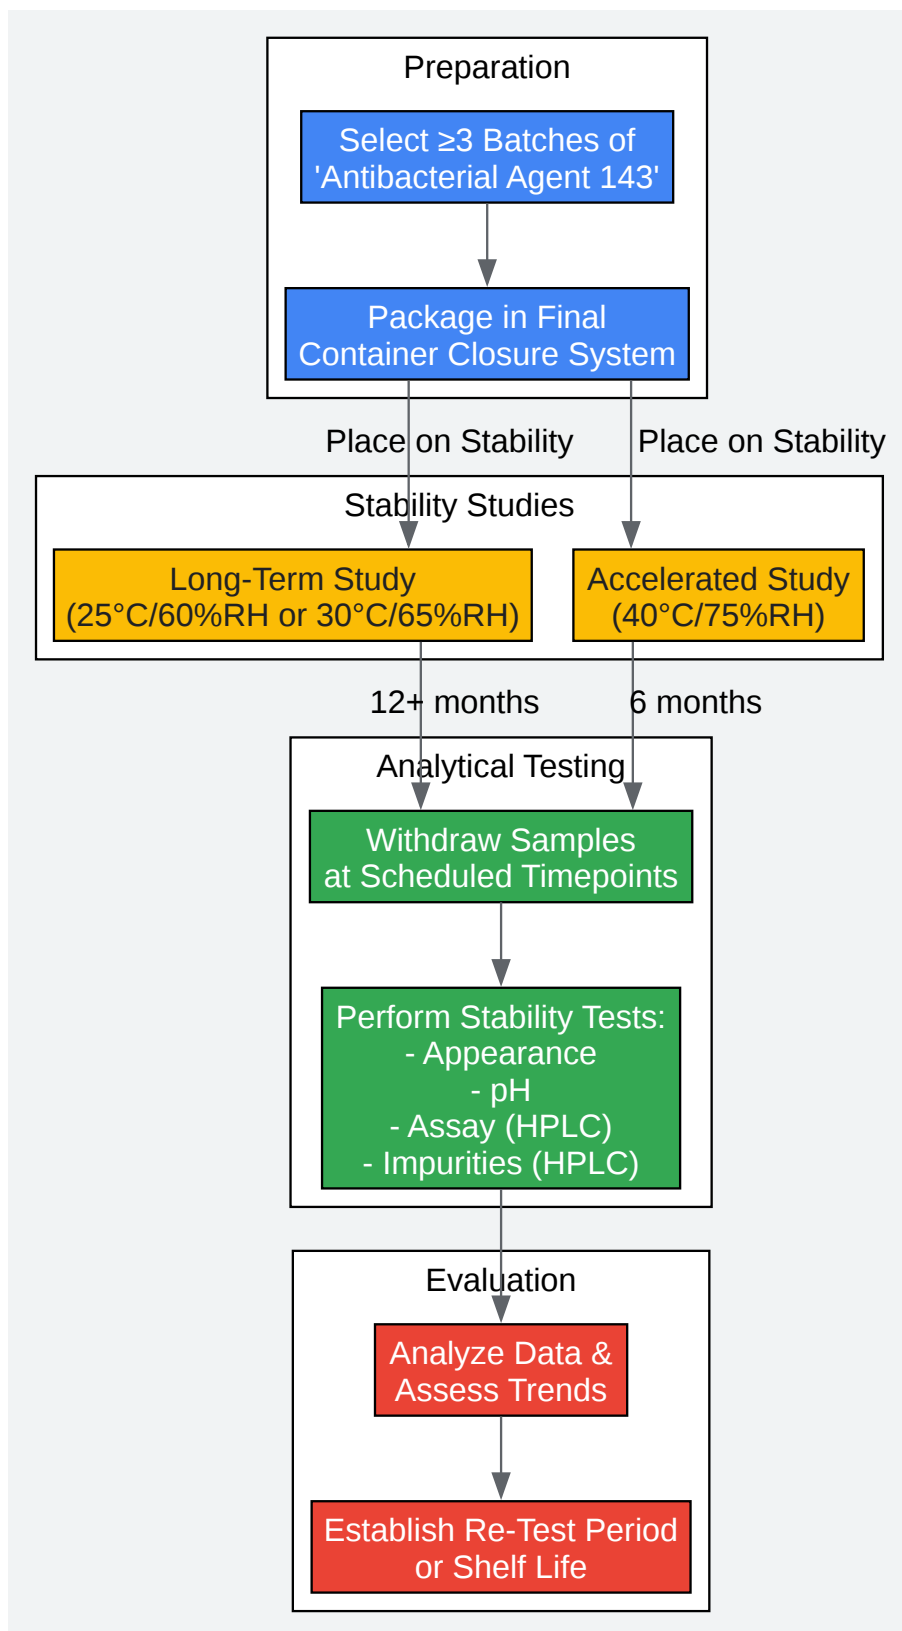 Preparation
Select ≥3 Batches of
'Antibacterial Agent 143'
Package in Final
Container Closure System
Place on Stability
Place on Stability
Stability Studies
Long-Term Study
(25°C/60%RH or 30°C/65%RH)
Accelerated Study
(40°C/75%RH)
12+ months
6 months
Analytical Testing
Withdraw Samples
at Scheduled Timepoints
Perform Stability Tests:
- Appearance
- pH
- Assay (HPLC)
- Impurities (HPLC)
Evaluation
Analyze Data &
Assess Trends
Establish Re-Test Period
or Shelf Life